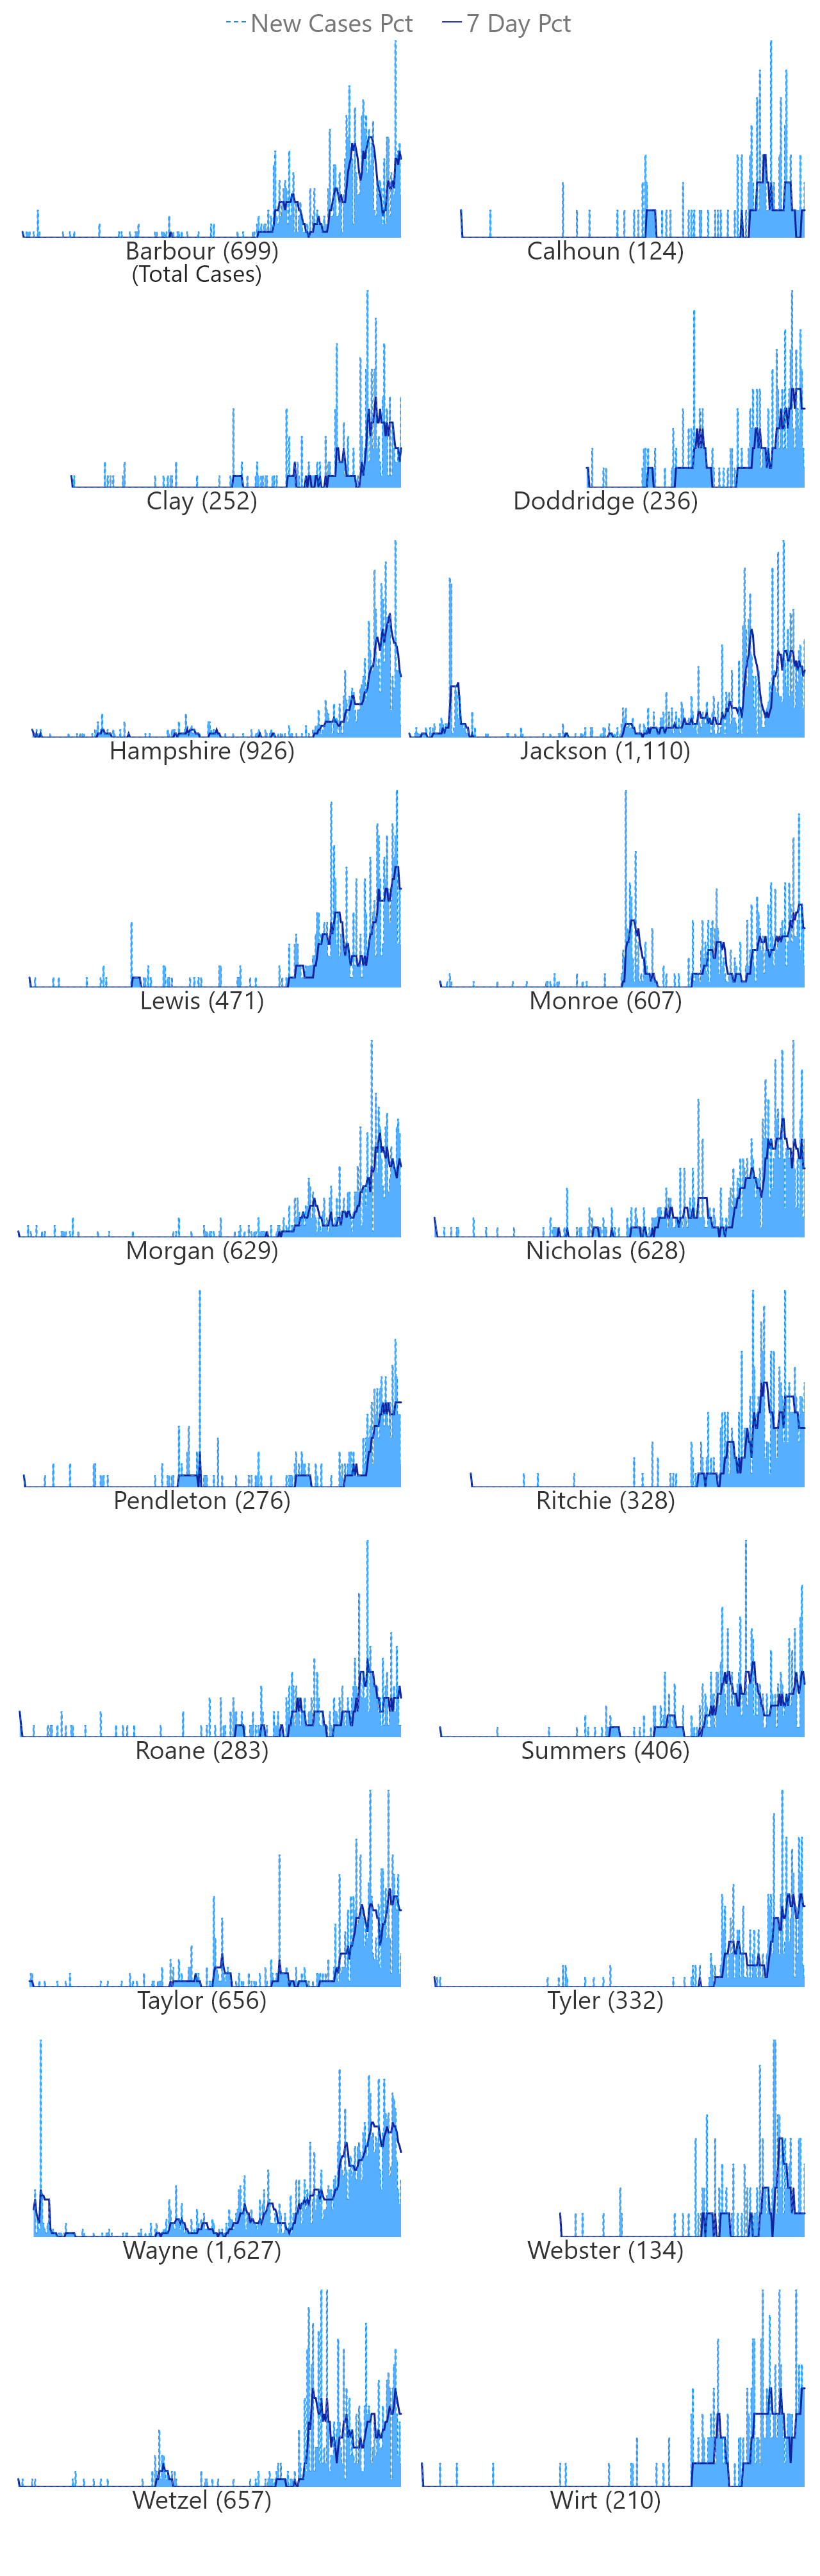 New Cases Pct 7 Day Pct
Barbour (699) Calhoun (124)
(Total Cases)
Clay (252) Doddridge (236)
Hampshire (926) Jackson (1,110)
Lewis (471) Monroe (607)
Morgan (629) Nicholas (628)
Pendleton (276) Ritchie (328)
Roane (283) Summers (406)
Taylor (656) Tyler (332)
Wayne (1,627) Webster (134)
Wetzel (657) Wirt (210)